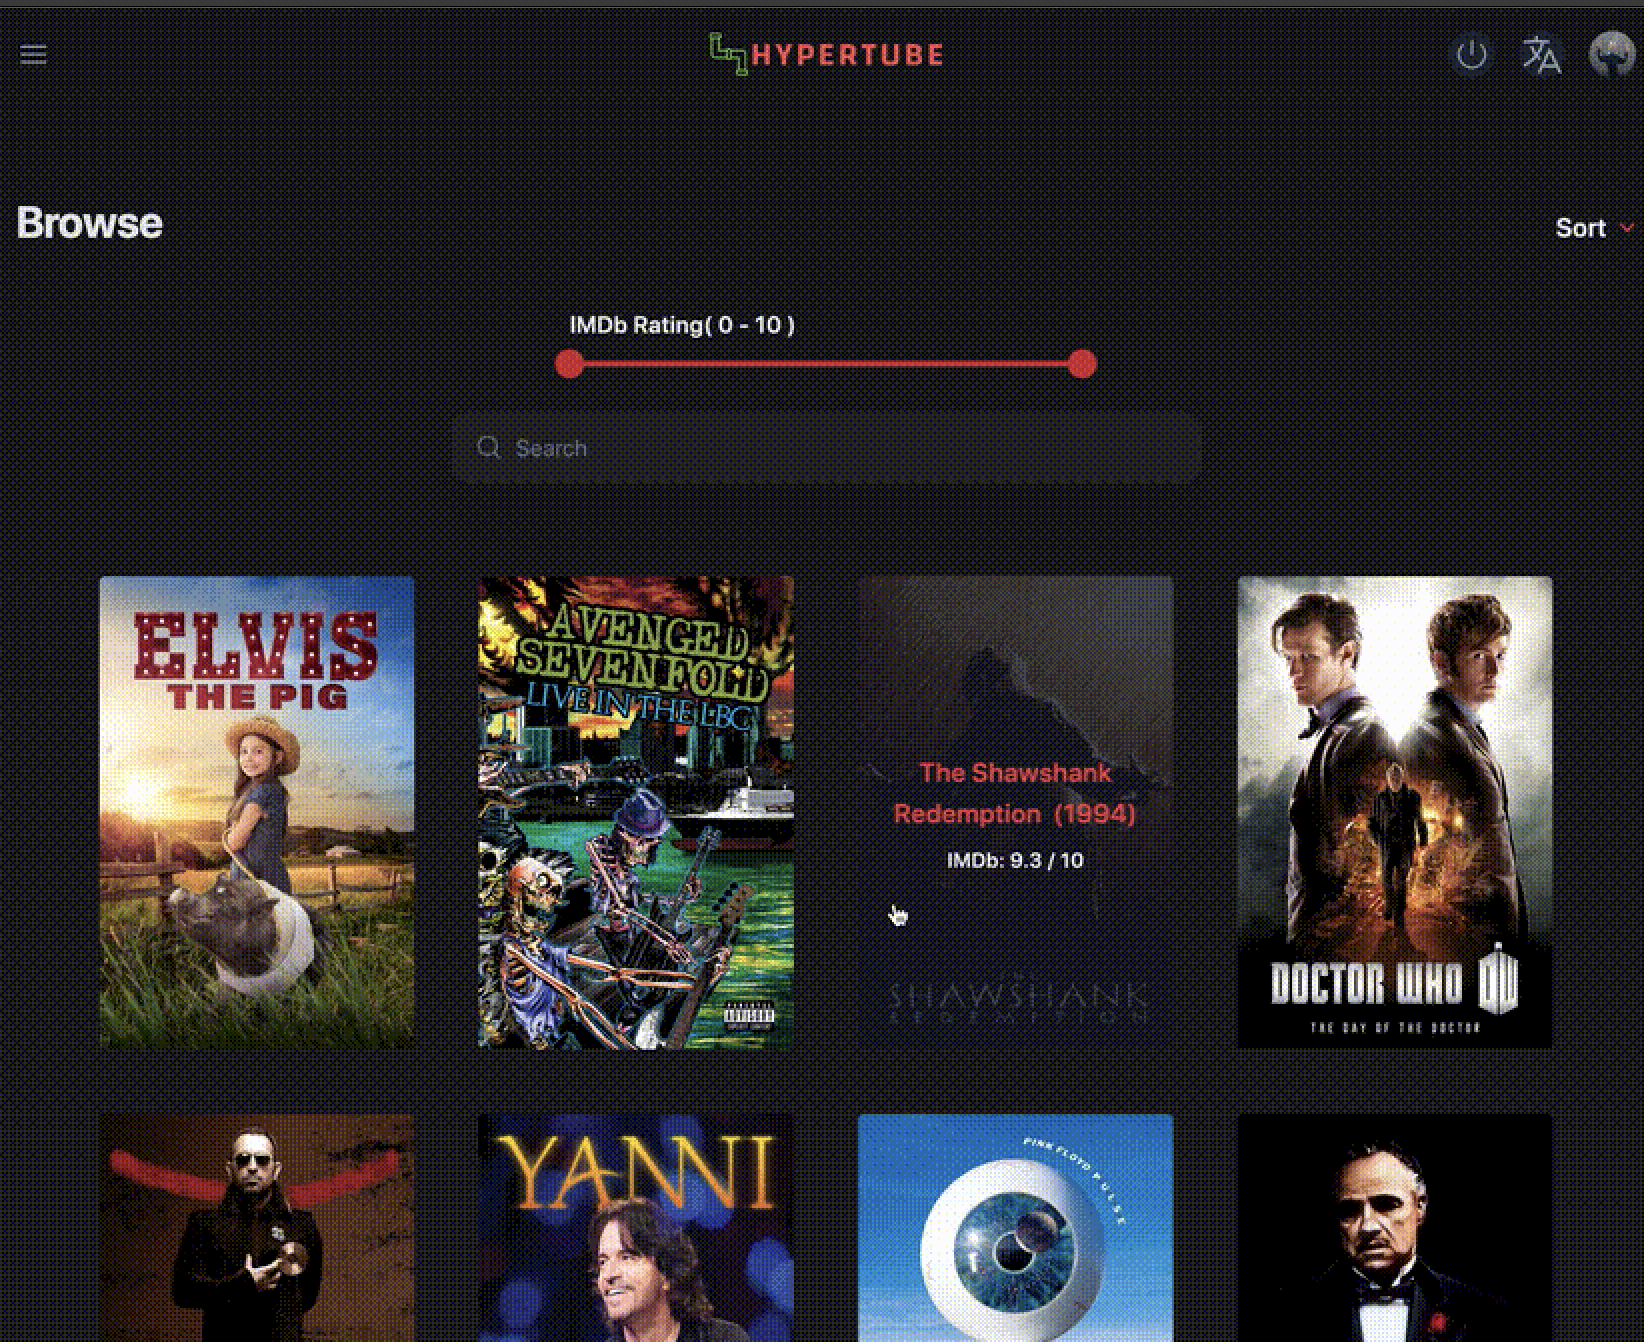 HYPERTUBE
Browse
Sort
IMDb Rating( 0 - 10 )
Search
ELVIS
THE PIG
AVENGED
SEVENFOLD
LIVE IN THE LBC
The Shawshank
Redemption (1994)
IMDb: 9.3 / 10
SHAWSHANK
REDEMPTION
DOCTOR WHO
THE DAY OF THE DOCTOR
YANNI
PINK FLOYD PULSE